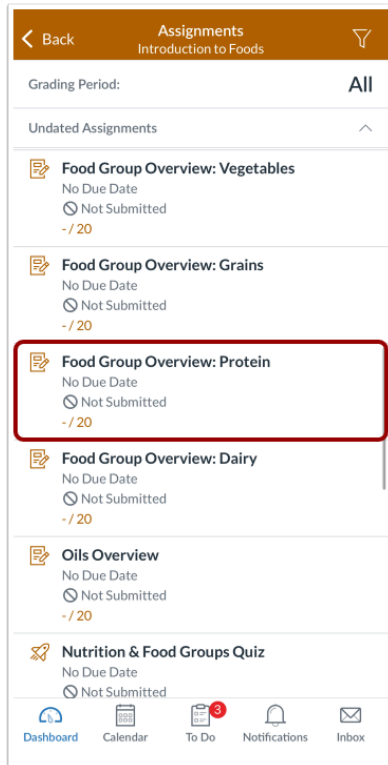 Back
Assignments
Introduction to Foods
Grading Period: All
Undated Assignments
Food Group Overview: Vegetables
No Due Date
Not Submitted
- / 20
Food Group Overview: Grains
No Due Date
Not Submitted
- / 20
Food Group Overview: Protein
No Due Date
Not Submitted
- / 20
Food Group Overview: Dairy
No Due Date
Not Submitted
- / 20
Oils Overview
No Due Date
Not Submitted
- / 20
Nutrition & Food Groups Quiz
No Due Date
Not Submitted
3
Dashboard Calendar To Do Notifications Inbox